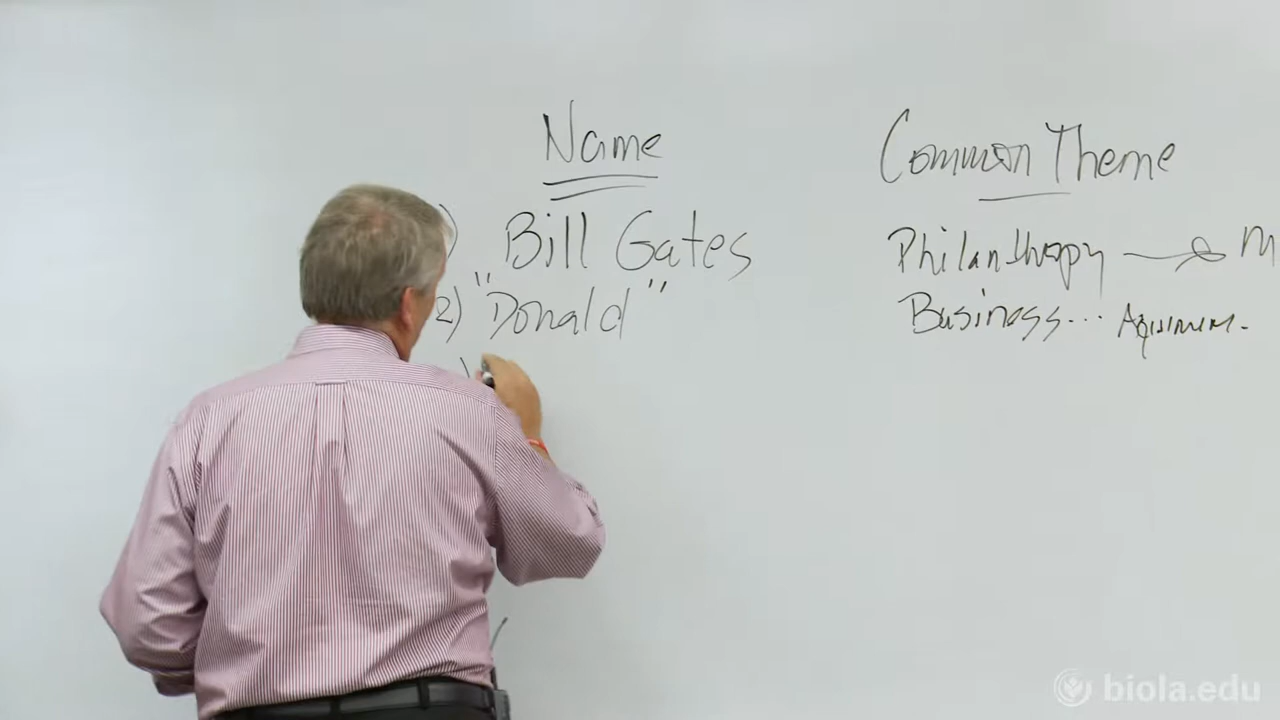 Name
Common Theme
) Bill Gates
Philanthropy → M
2) "Donald"
Business...
)
biola.edu